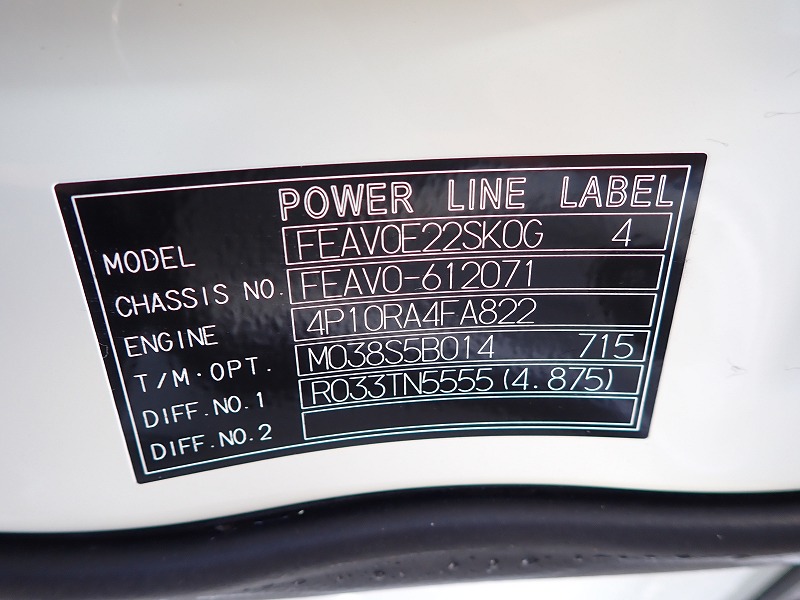 POWER LINE LABEL
MODEL FEAV0E22SK0G 4
CHASSIS NO. FEAV0-612071
ENGINE 4P10RA4FA822
T/M·OPT. M038S5B014 715
DIFF.NO.1 R033TN5555(4.875)
DIFF.NO.2